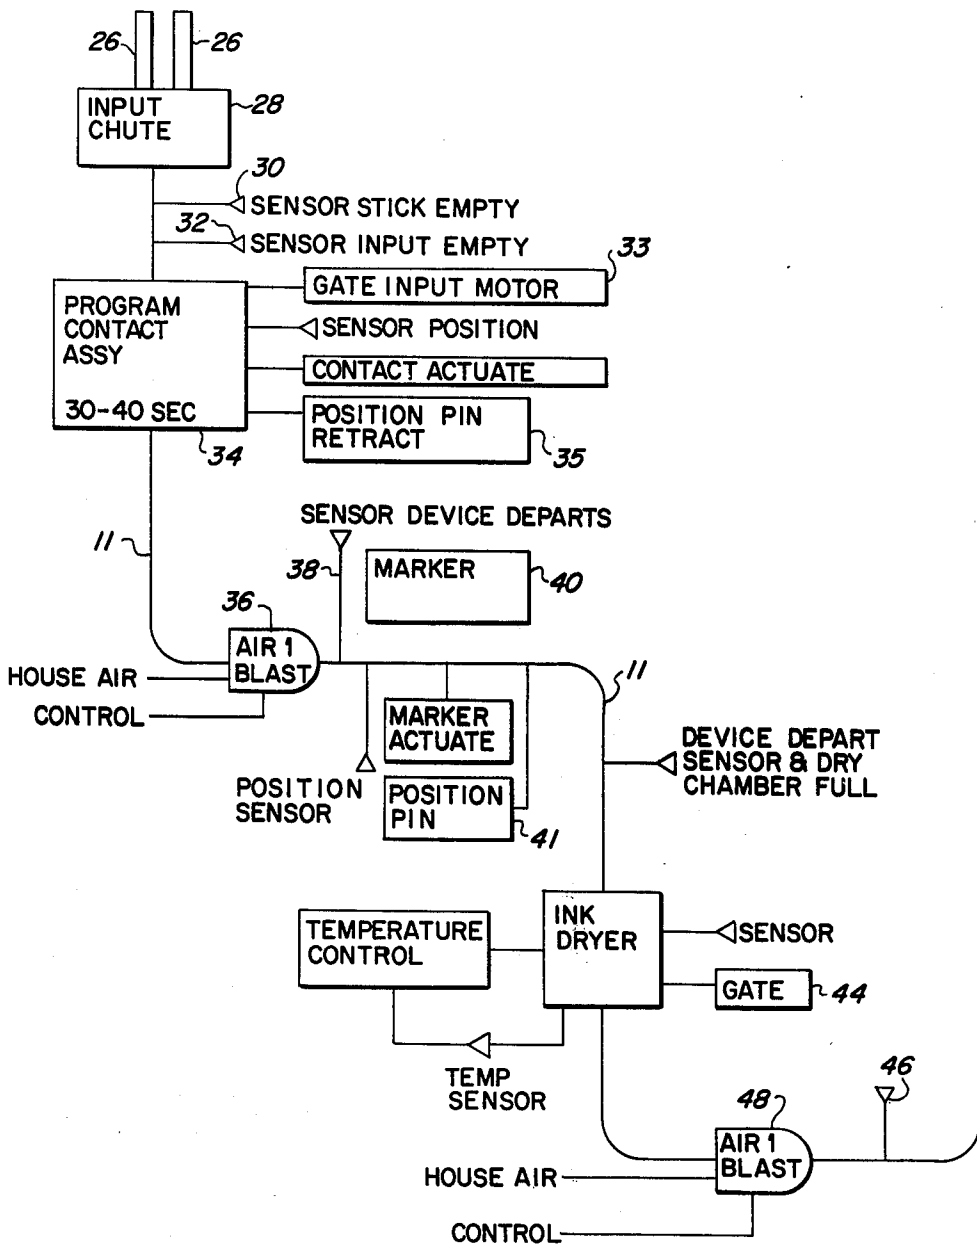 26
26
INPUT
CHUTE
28
30
SENSOR STICK EMPTY
32
SENSOR INPUT EMPTY
33
GATE INPUT MOTOR
PROGRAM
CONTACT
ASSY
30-40 SEC
SENSOR POSITION
CONTACT ACTUATE
POSITION PIN
RETRACT
34
35
SENSOR DEVICE DEPARTS
11
38
MARKER
40
36
AIR 1
BLAST
HOUSE AIR
CONTROL
11
MARKER
ACTUATE
POSITION
SENSOR
POSITION
PIN
41
DEVICE DEPART
SENSOR & DRY
CHAMBER FULL
TEMPERATURE
CONTROL
INK
DRYER
SENSOR
GATE
44
TEMP
SENSOR
46
48
AIR 1
BLAST
HOUSE AIR
CONTROL